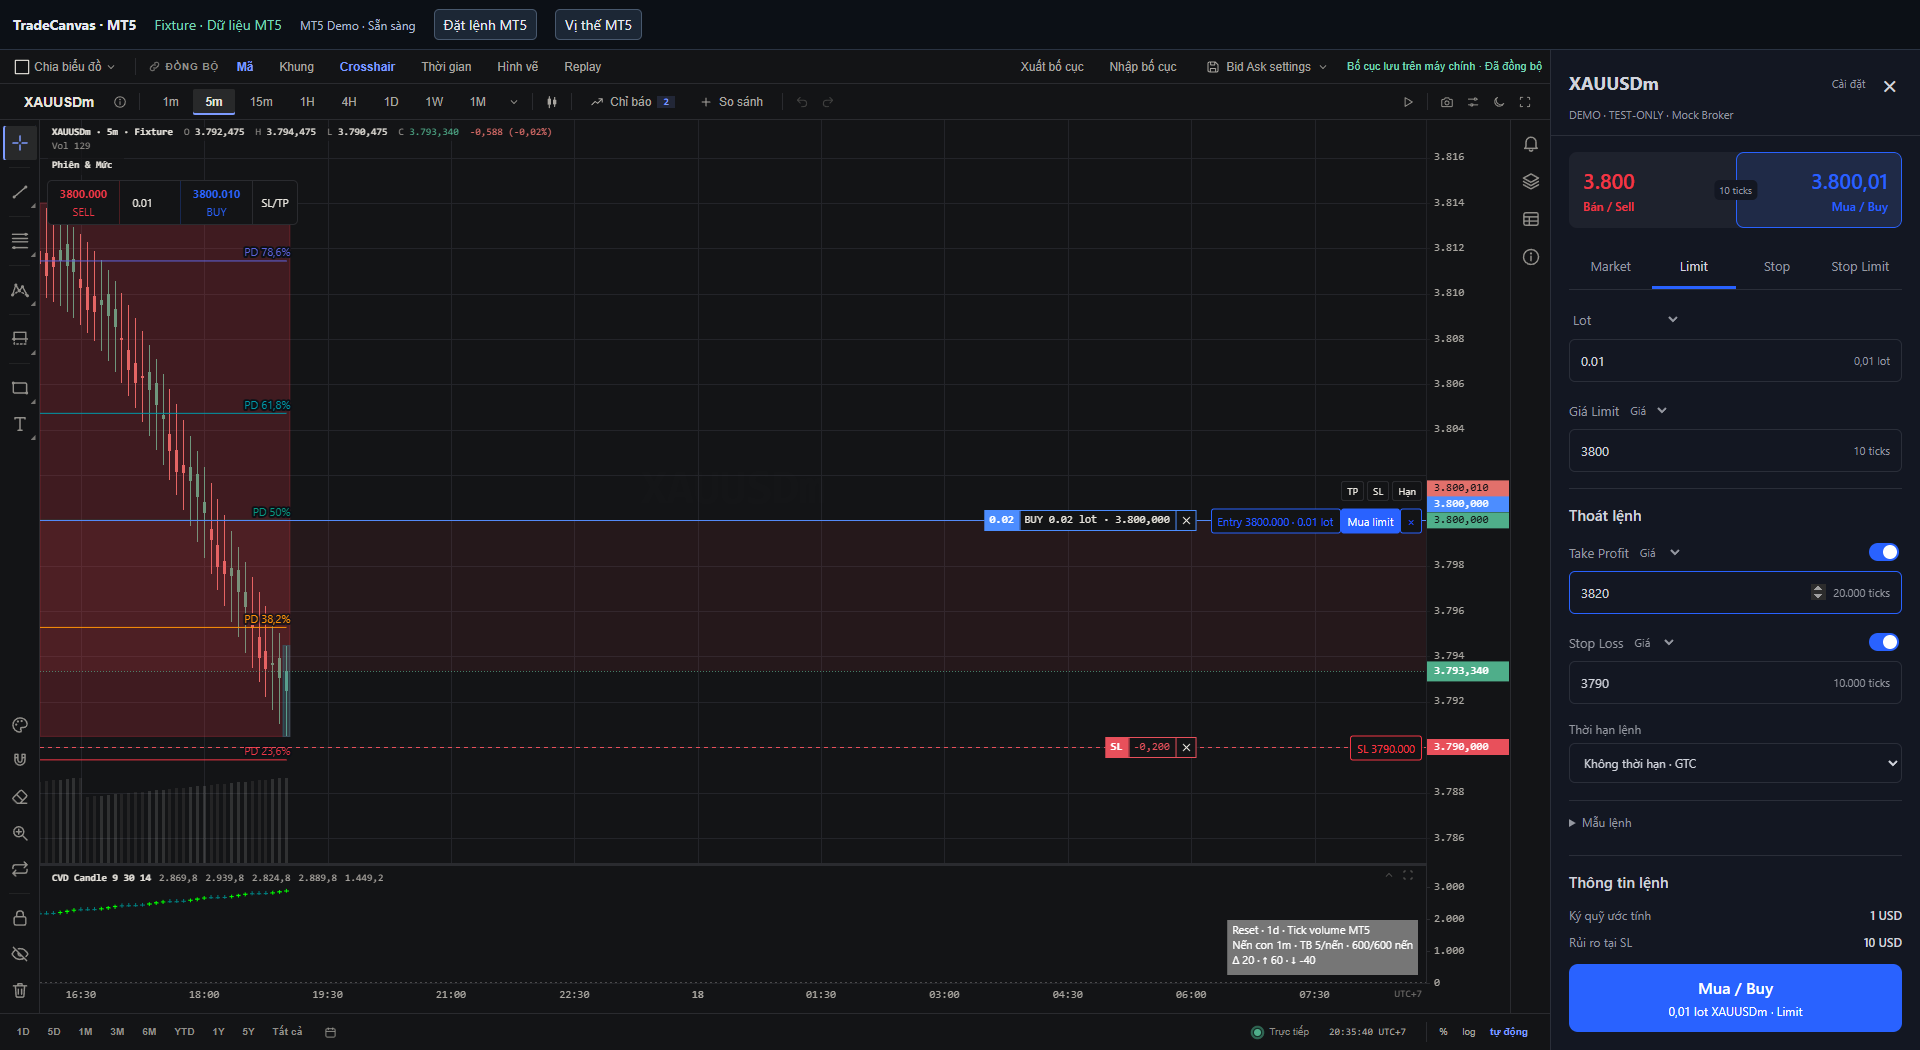 TradeCanvas · MT5 Fixture · Dữ liệu MT5 MT5 Demo · Sẵn sàng Đặt lệnh MT5 Vị thế MT5
Chia biểu đồ ĐỒNG BỘ Mã Khung Crosshair Thời gian Hình vẽ Replay Xuất bố cục Nhập bố cục Bid Ask settings Bố cục lưu trên máy chính · Đã đồng bộ
XAUUSDm 1m 5m 15m 1H 4H 1D 1W 1M Chỉ báo 2 So sánh
XAUUSDm · 5m · Fixture O 3.792,475 H 3.794,475 L 3.790,475 C 3.793,340 -0,588 (-0,02%)
Vol 129
Phiên & Mức
3800.000 SELL 0.01 3800.010 BUY SL/TP
PD 78,6%
PD 61,8%
PD 50%
PD 38,2%
PD 23,6%
0.02 BUY 0.02 lot · 3.800,000
Entry 3800.000 · 0.01 lot Mua limit ×
TP SL Hạn
SL -0,200
SL 3790.000
3.816
3.814
3.812
3.810
3.808
3.806
3.804
3.800,010
3.800,000
3.800,000
3.798
3.796
3.794
3.793,340
3.792
3.790,000
3.788
3.786
CVD Candle 9 30 14 2.869,8 2.939,8 2.824,8 2.889,8 1.449,2
3.000
2.000
1.000
0
Reset · 1d · Tick volume MT5
Nến con 1m · TB 5/nến · 600/600 nến
Δ 20 · ↑ 60 · ↓ -40
16:30 18:00 19:30 21:00 22:30 18 01:30 03:00 04:30 06:00 07:30 UTC+7
1D 5D 1M 3M 6M YTD 1Y 5Y Tất cả Trực tiếp 20:35:40 UTC+7 % log tự động
XAUUSDm Cài đặt
DEMO · TEST-ONLY · Mock Broker
3.800 10 ticks 3.800,01
Bán / Sell Mua / Buy
Market Limit Stop Stop Limit
Lot
0.01 0,01 lot
Giá Limit Giá
3800 10 ticks
Thoát lệnh
Take Profit Giá
3820 20.000 ticks
Stop Loss Giá
3790 10.000 ticks
Thời hạn lệnh
Không thời hạn · GTC
Mẫu lệnh
Thông tin lệnh
Ký quỹ ước tính 1 USD
Rủi ro tại SL 10 USD
Mua / Buy
0,01 lot XAUUSDm · Limit